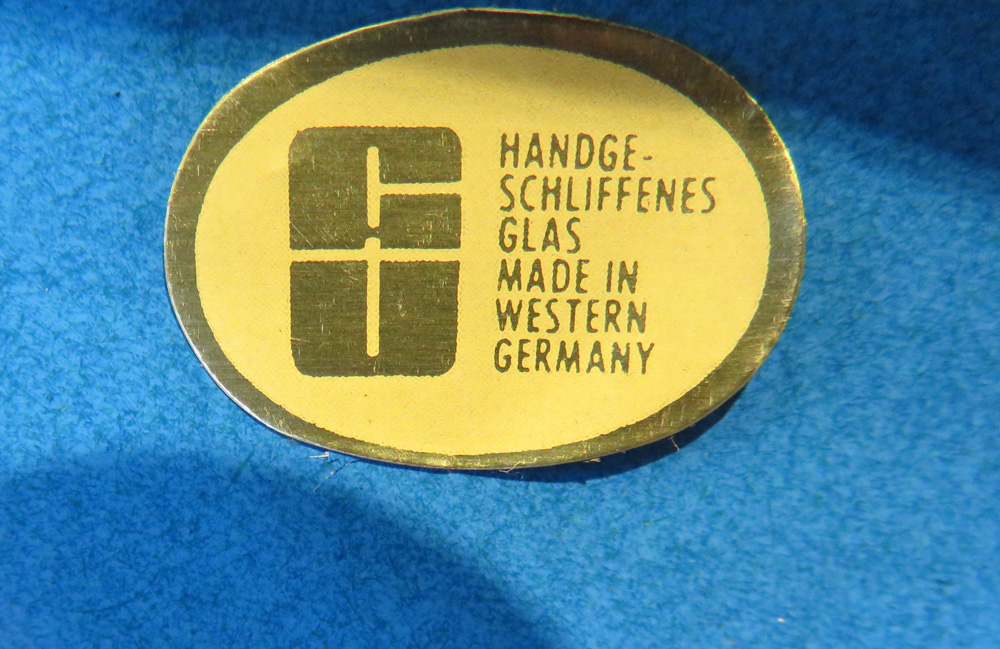 HANDGE-
SCHLIFFENES
GLAS
MADE IN
WESTERN
GERMANY